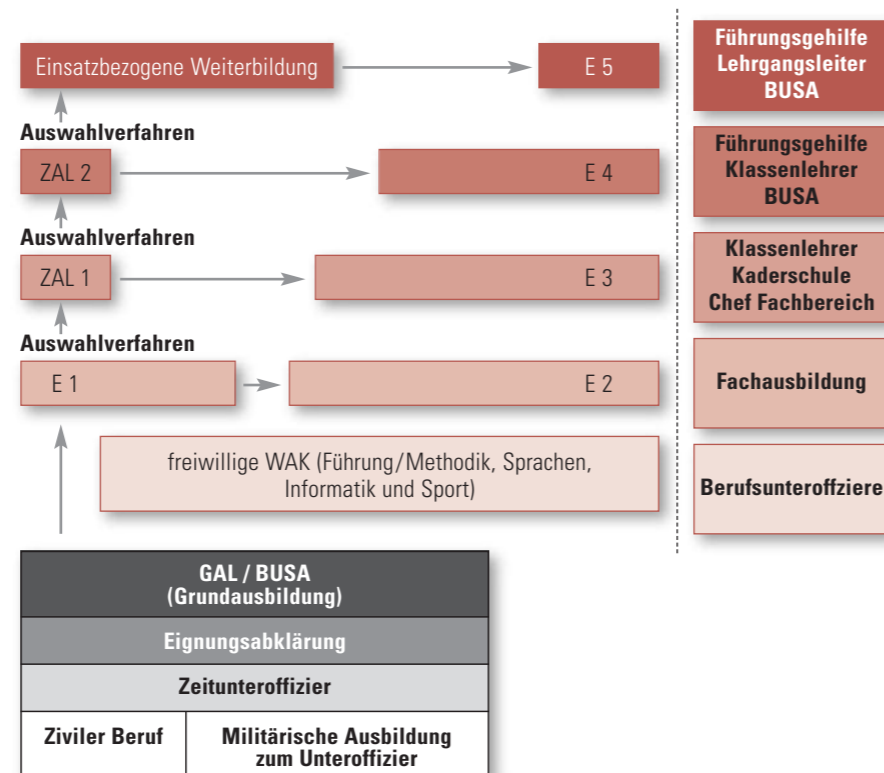 Einsatzbezogene Weiterbildung
E 5
Auswahlverfahren
ZAL 2
E 4
Auswahlverfahren
ZAL 1
E 3
Auswahlverfahren
E 1
E 2
freiwillige WAK (Führung/Methodik, Sprachen,
Informatik und Sport)
GAL / BUSA
(Grundausbildung)
Eignungsabklärung
Zeitunteroffizier
Ziviler Beruf
Militärische Ausbildung
zum Unteroffizier
Führungsgehilfe
Lehrgangsleiter
BUSA
Führungsgehilfe
Klassenlehrer
BUSA
Klassenlehrer
Kaderschule
Chef Fachbereich
Fachausbildung
Berufsunteroffziere